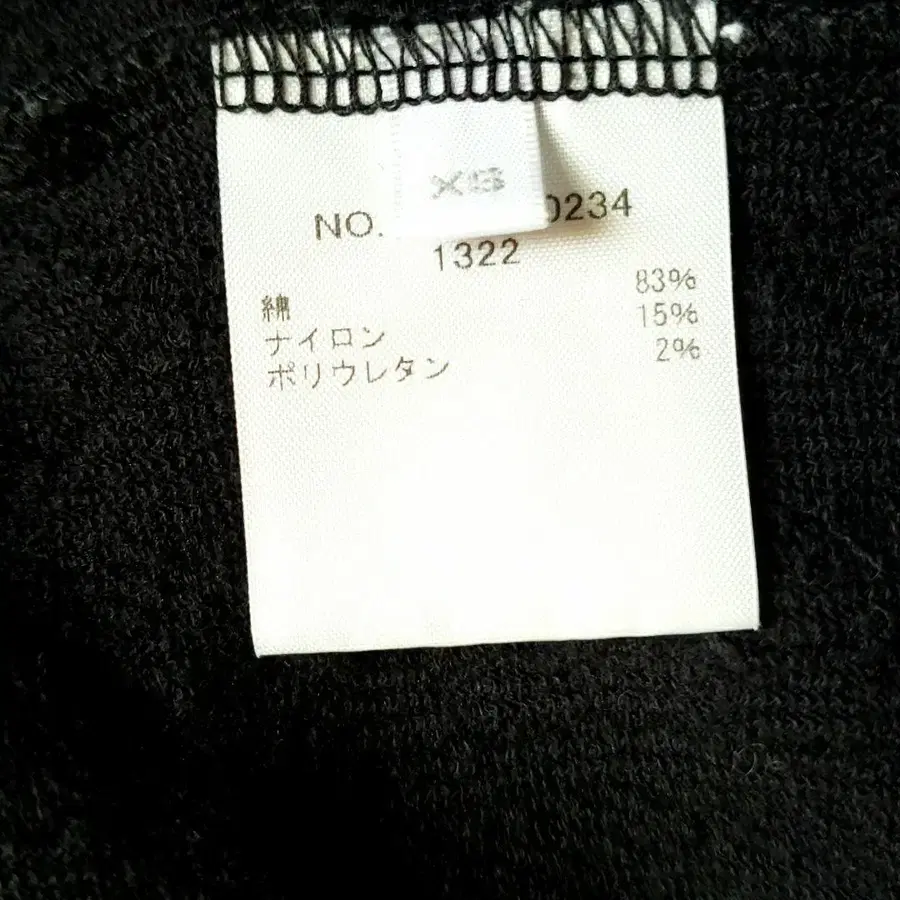 XS
NO. 0234
1322
綿 83%
ナイロン 15%
ポリウレタン 2%